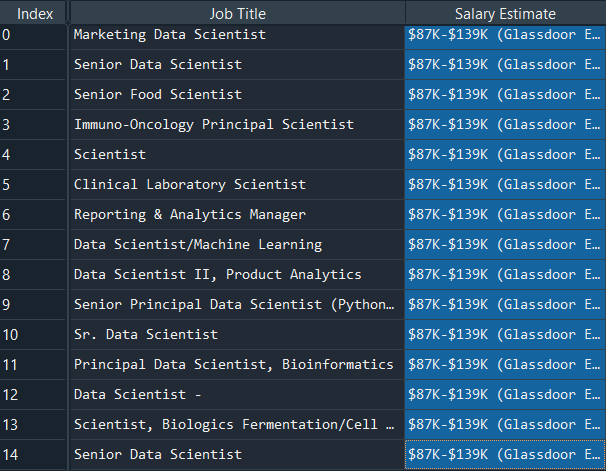 Index Job Title Salary Estimate
0 Marketing Data Scientist $87K-$139K (Glassdoor E…
1 Senior Data Scientist $87K-$139K (Glassdoor E…
2 Senior Food Scientist $87K-$139K (Glassdoor E…
3 Immuno-Oncology Principal Scientist $87K-$139K (Glassdoor E…
4 Scientist $87K-$139K (Glassdoor E…
5 Clinical Laboratory Scientist $87K-$139K (Glassdoor E…
6 Reporting & Analytics Manager $87K-$139K (Glassdoor E…
7 Data Scientist/Machine Learning $87K-$139K (Glassdoor E…
8 Data Scientist II, Product Analytics $87K-$139K (Glassdoor E…
9 Senior Principal Data Scientist (Python… $87K-$139K (Glassdoor E…
10 Sr. Data Scientist $87K-$139K (Glassdoor E…
11 Principal Data Scientist, Bioinformatics $87K-$139K (Glassdoor E…
12 Data Scientist - $87K-$139K (Glassdoor E…
13 Scientist, Biologics Fermentation/Cell … $87K-$139K (Glassdoor E…
14 Senior Data Scientist $87K-$139K (Glassdoor E…